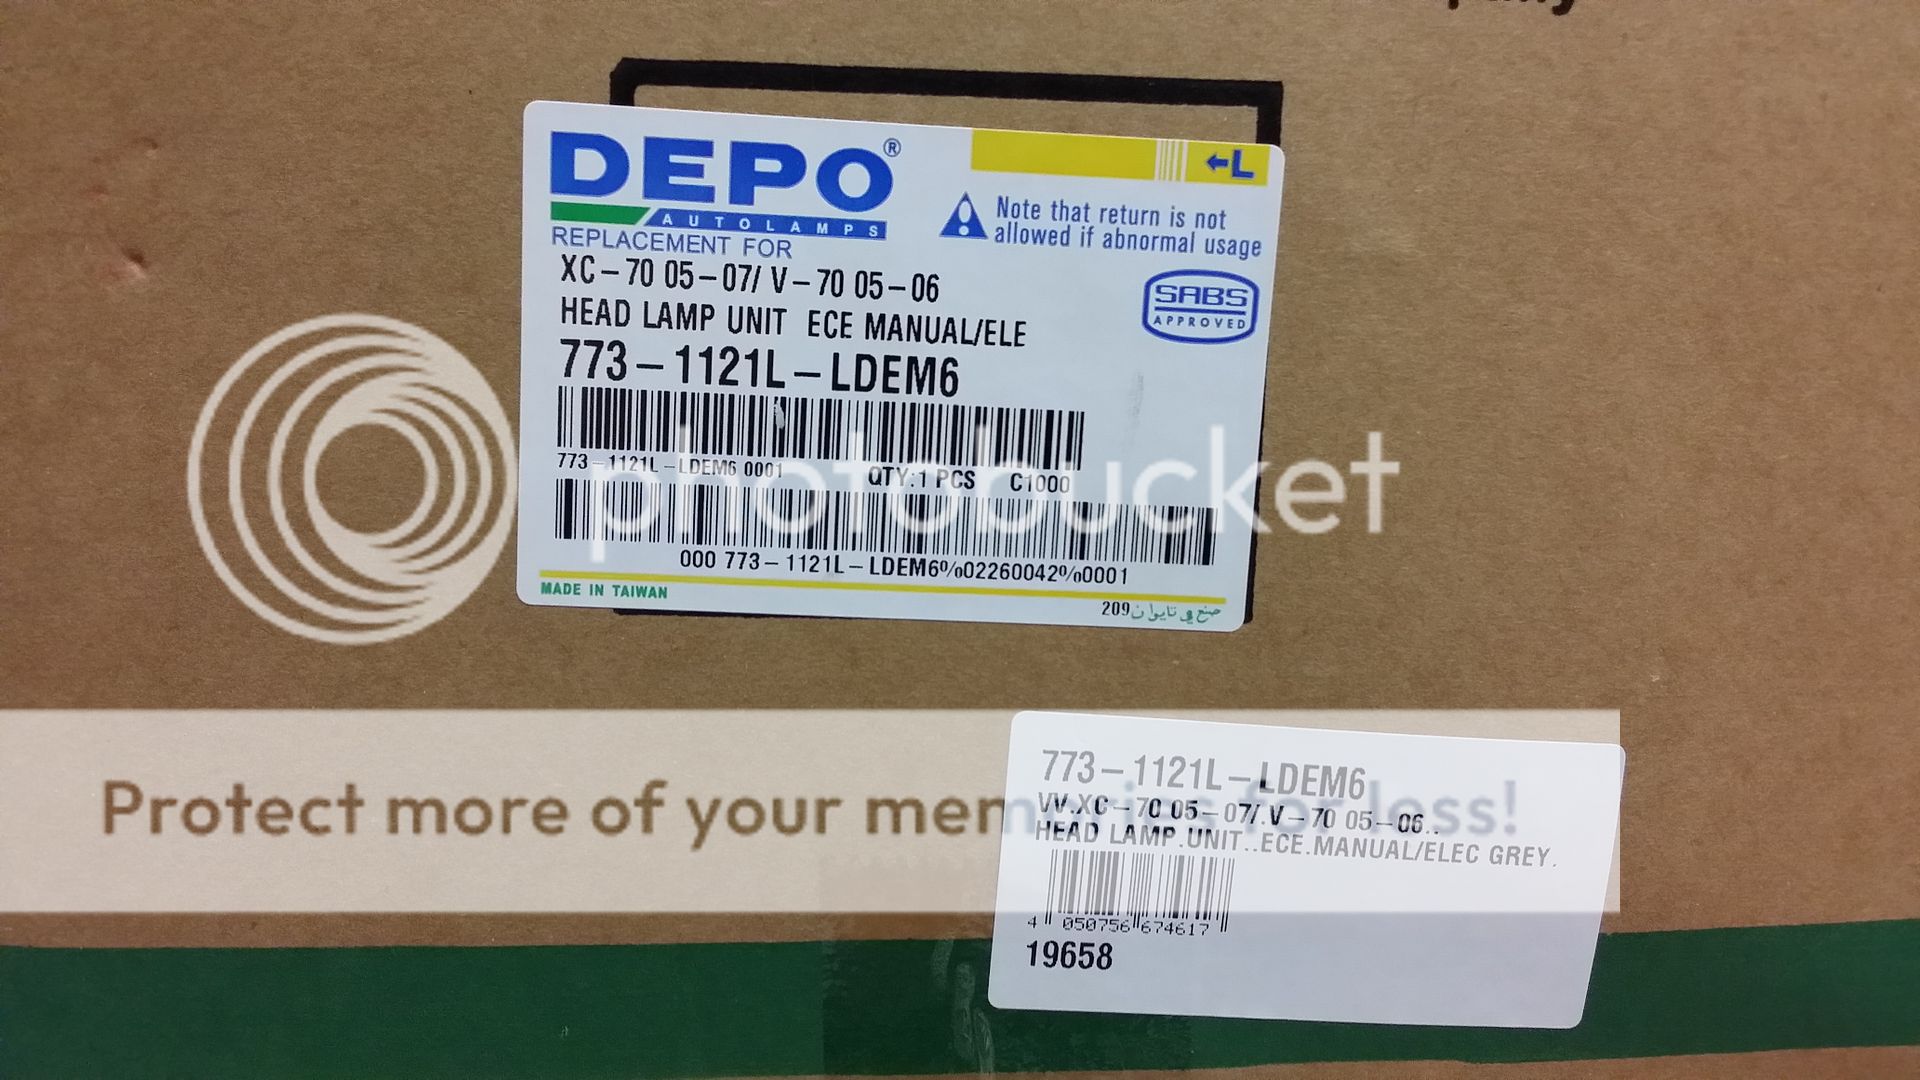 DEPO®
AUTOLAMPS
←L
Note that return is not
allowed if abnormal usage
REPLACEMENT FOR
XC-70 05-07/ V-70 05-06
HEAD LAMP UNIT ECE MANUAL/ELE
SABS
APPROVED
773-1121L-LDEM6
773-1121L-LDEM6 0001 QTY:1 PCS C1000
photobucket
000 773-1121L-LDEM6%02260042%0001
MADE IN TAIWAN
209 صنع في تايوان
Protect more of your memories for less!
773-1121L-LDEM6
VV.XC-70 05-07/.V-70 05-06..
HEAD LAMP.UNIT..ECE.MANUAL/ELEC GREY.
4 050756 674617
19658